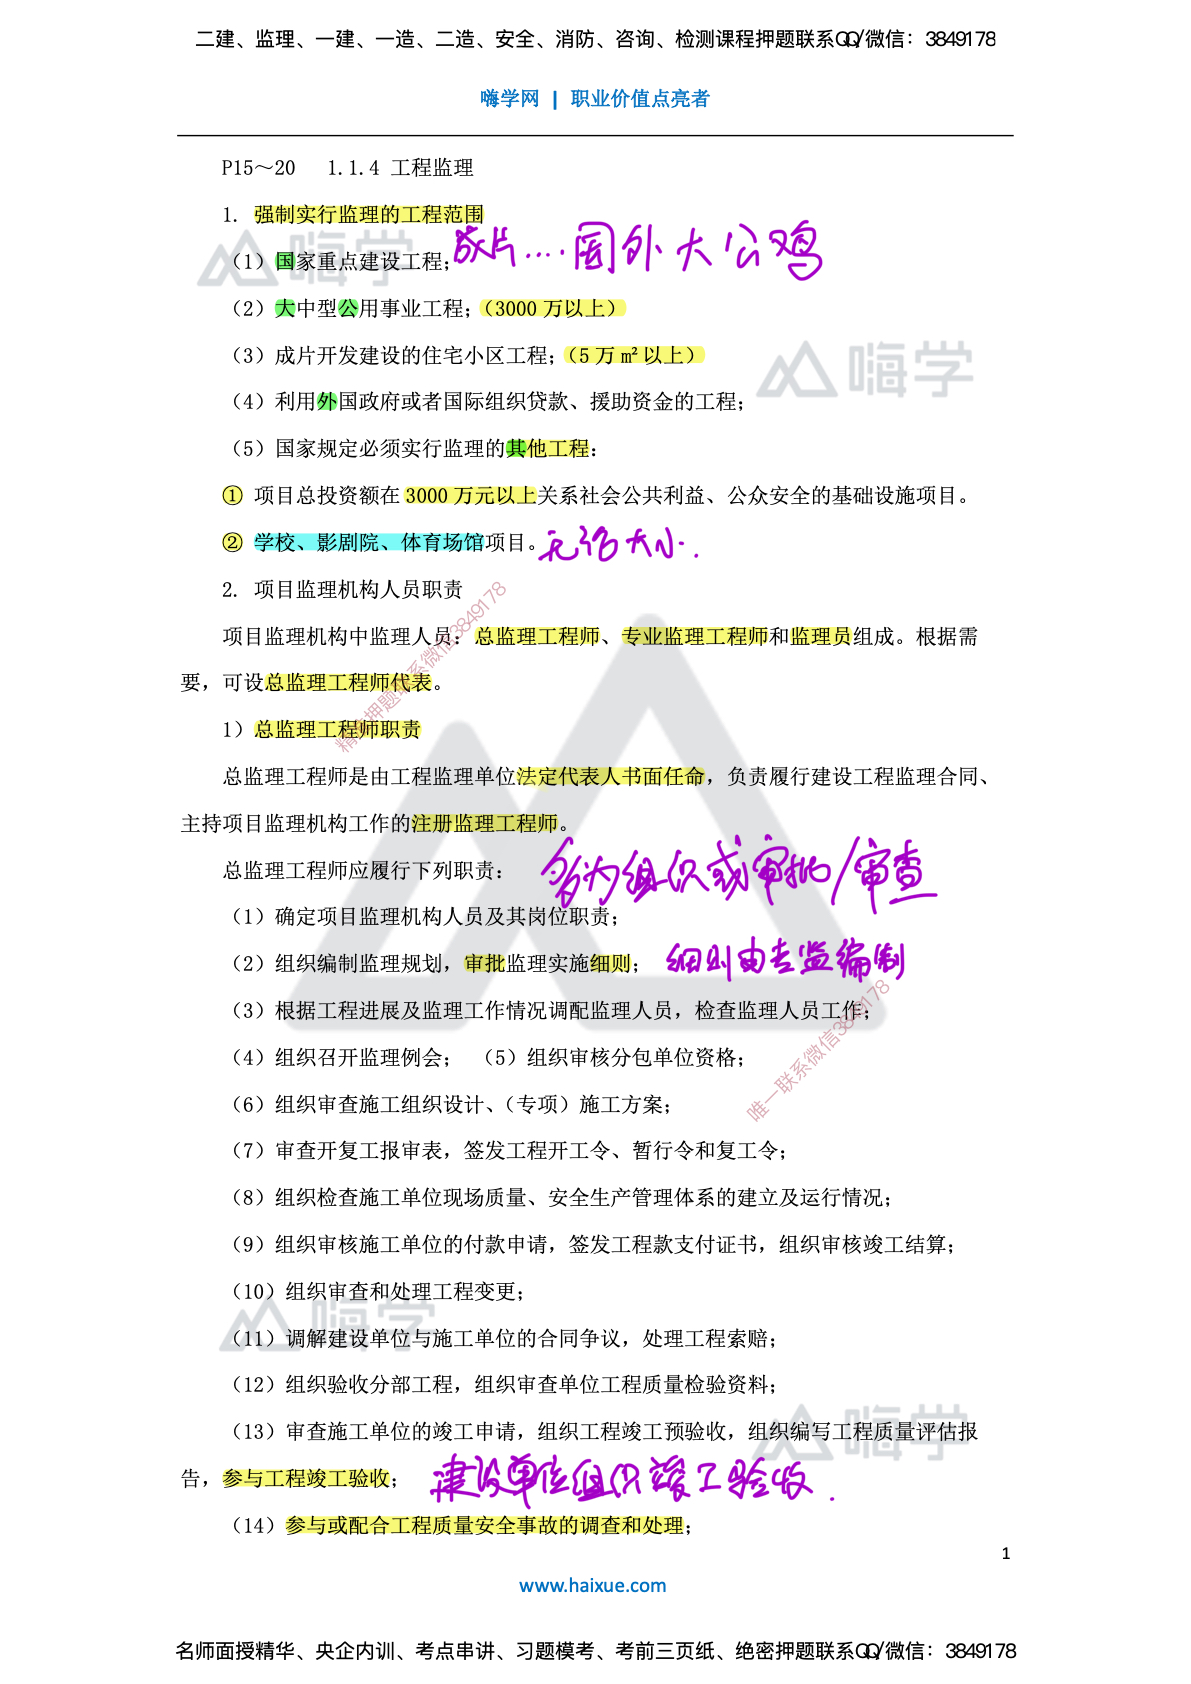 二建、监理、一建、一造、二造、安全、消防、咨询、检测课程押题联系QQ/微信：3849178
嗨学网 | 职业价值点亮者
P15～20 1.1.4 工程监理
1. 强制实行监理的工程范围
嗨学
成片....国外大公鸡
（1）国家重点建设工程；
（2）大中型公用事业工程；（3000 万以上）
（3）成片开发建设的住宅小区工程；（5 万 m²以上）
嗨学
（4）利用外国政府或者国际组织贷款、援助资金的工程；
（5）国家规定必须实行监理的其他工程：
① 项目总投资额在 3000 万元以上关系社会公共利益、公众安全的基础设施项目。
② 学校、影剧院、体育场馆项目。无论大小.
2. 项目监理机构人员职责
项目监理机构中监理人员：总监理工程师、专业监理工程师和监理员组成。根据需
要，可设总监理工程师代表。
精准押题联系微信3849178
1）总监理工程师职责
总监理工程师是由工程监理单位法定代表人书面任命，负责履行建设工程监理合同、
主持项目监理机构工作的注册监理工程师。
总监理工程师应履行下列职责： 多为组织或审批/审查
（1）确定项目监理机构人员及其岗位职责；
（2）组织编制监理规划，审批监理实施细则； 细则由专监编制
（3）根据工程进展及监理工作情况调配监理人员，检查监理人员工作；
（4）组织召开监理例会； （5）组织审核分包单位资格；
唯一联系微信3849178
（6）组织审查施工组织设计、（专项）施工方案；
（7）审查开复工报审表，签发工程开工令、暂行令和复工令；
（8）组织检查施工单位现场质量、安全生产管理体系的建立及运行情况；
（9）组织审核施工单位的付款申请，签发工程款支付证书，组织审核竣工结算；
（10）组织审查和处理工程变更；
嗨学
（11）调解建设单位与施工单位的合同争议，处理工程索赔；
（12）组织验收分部工程，组织审查单位工程质量检验资料；
嗨学
（13）审查施工单位的竣工申请，组织工程竣工预验收，组织编写工程质量评估报
告，参与工程竣工验收； 建设单位组织竣工验收.
（14）参与或配合工程质量安全事故的调查和处理；
1
www.haixue.com
名师面授精华、央企内训、考点串讲、习题模考、考前三页纸、绝密押题联系QQ/微信：3849178